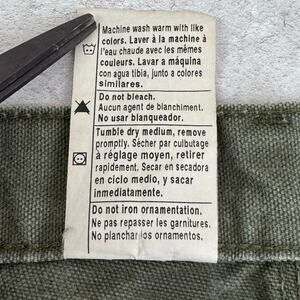 Machine wash warm with like
colors. Laver à la machine à
l'eau chaude avec les mêmes
couleurs. Lavar a máquina
con agua tibia, junto a colores
similares.
Do not bleach.
Aucun agent de blanchiment.
No usar blanqueador.
Tumble dry medium, remove
promptly. Sécher par culbutage
à réglage moyen, retirer
rapidement. Secar en secadora
en ciclo medio, y sacar
inmediatamente.
Do not iron ornamentation.
Ne pas repasser les garnitures.
No planchar los ornamentos.